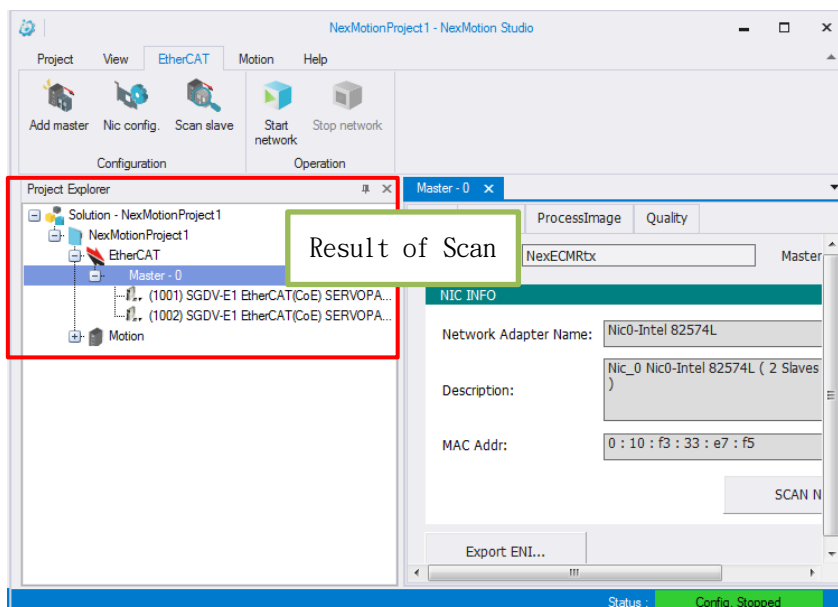 NexMotionProject1 - NexMotion Studio
Project View EtherCAT Motion Help
Add master Nic config. Scan slave Start network Stop network
Configuration Operation
Project Explorer
Solution - NexMotionProject1
NexMotionProject1
EtherCAT
Master - 0
(1001) SGDV-E1 EtherCAT(CoE) SERVOPA...
(1002) SGDV-E1 EtherCAT(CoE) SERVOPA...
Motion
Result of Scan
Master - 0
ProcessImage Quality
NexECMRtx Master
NIC INFO
Network Adapter Name: Nic0-Intel 82574L
Description: Nic_0 Nic0-Intel 82574L ( 2 Slaves
)
MAC Addr: 0 : 10 : f3 : 33 : e7 : f5
SCAN N
Export ENI...
Status : Config. Stopped